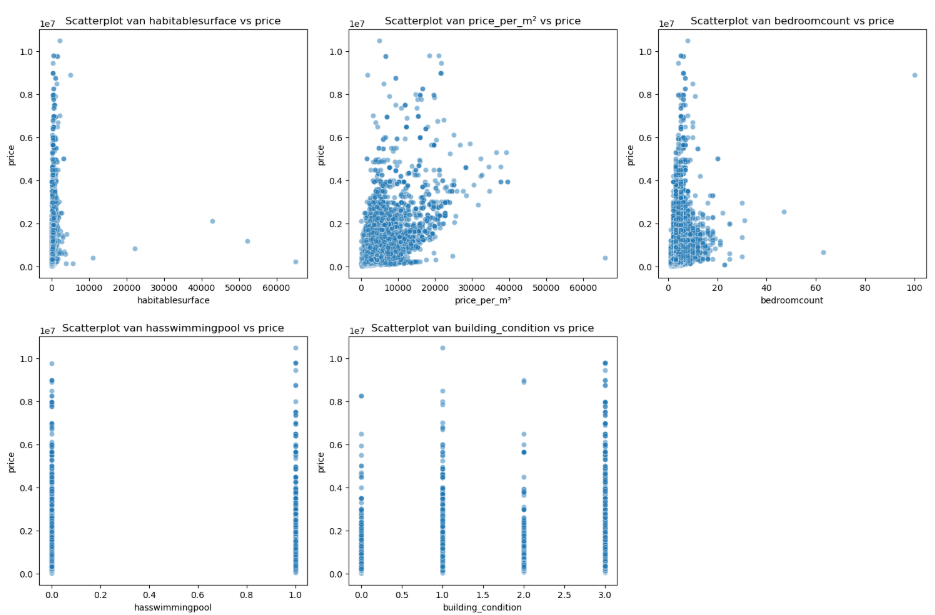 Scatterplot van habitablesurface vs price
1e7
price
1.0
0.8
0.6
0.4
0.2
0.0
0 10000 20000 30000 40000 50000 60000
habitablesurface
Scatterplot van price_per_m² vs price
1e7
price
1.0
0.8
0.6
0.4
0.2
0.0
0 10000 20000 30000 40000 50000 60000
price_per_m²
Scatterplot van bedroomcount vs price
1e7
price
1.0
0.8
0.6
0.4
0.2
0.0
0 20 40 60 80 100
bedroomcount
Scatterplot van hasswimmingpool vs price
1e7
price
1.0
0.8
0.6
0.4
0.2
0.0
0.0 0.2 0.4 0.6 0.8 1.0
hasswimmingpool
Scatterplot van building_condition vs price
1e7
price
1.0
0.8
0.6
0.4
0.2
0.0
0.0 0.5 1.0 1.5 2.0 2.5 3.0
building_condition